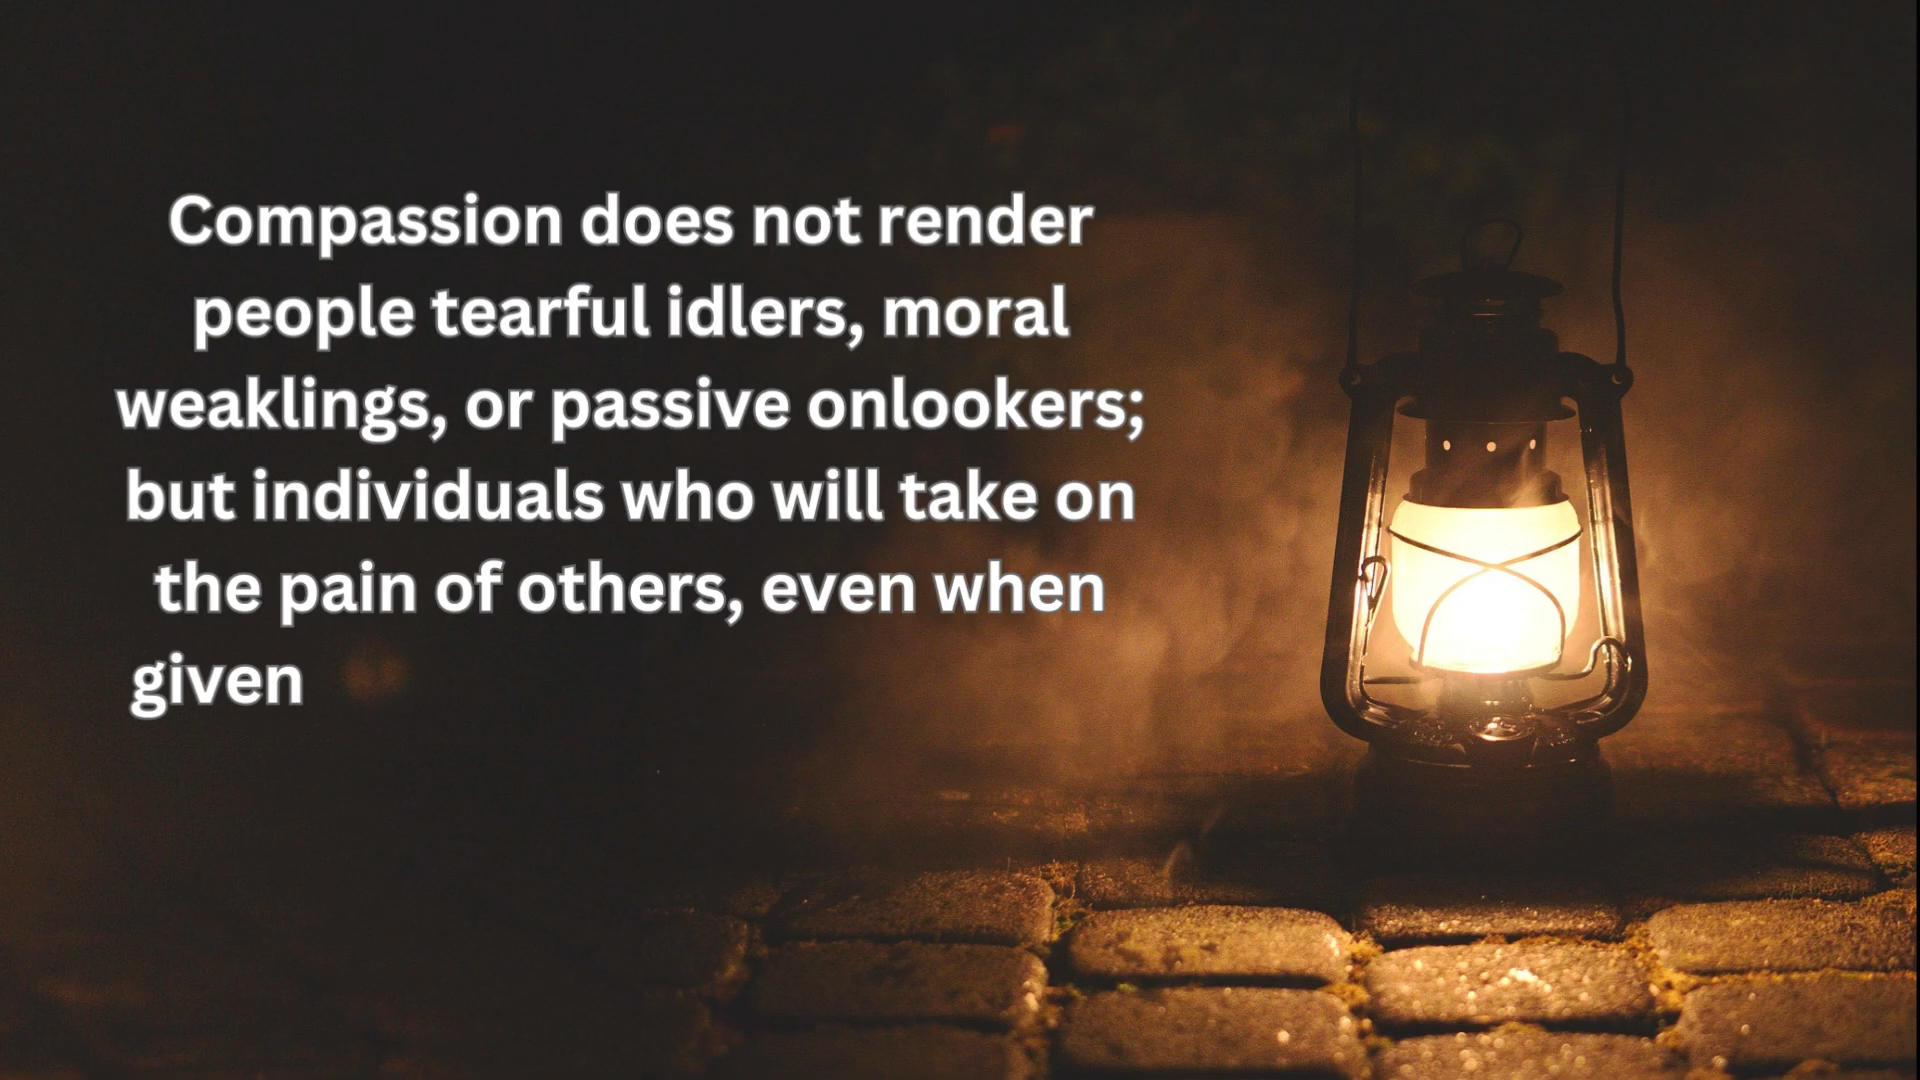 Compassion does not render
people tearful idlers, moral
weaklings, or passive onlookers;
but individuals who will take on
the pain of others, even when
given